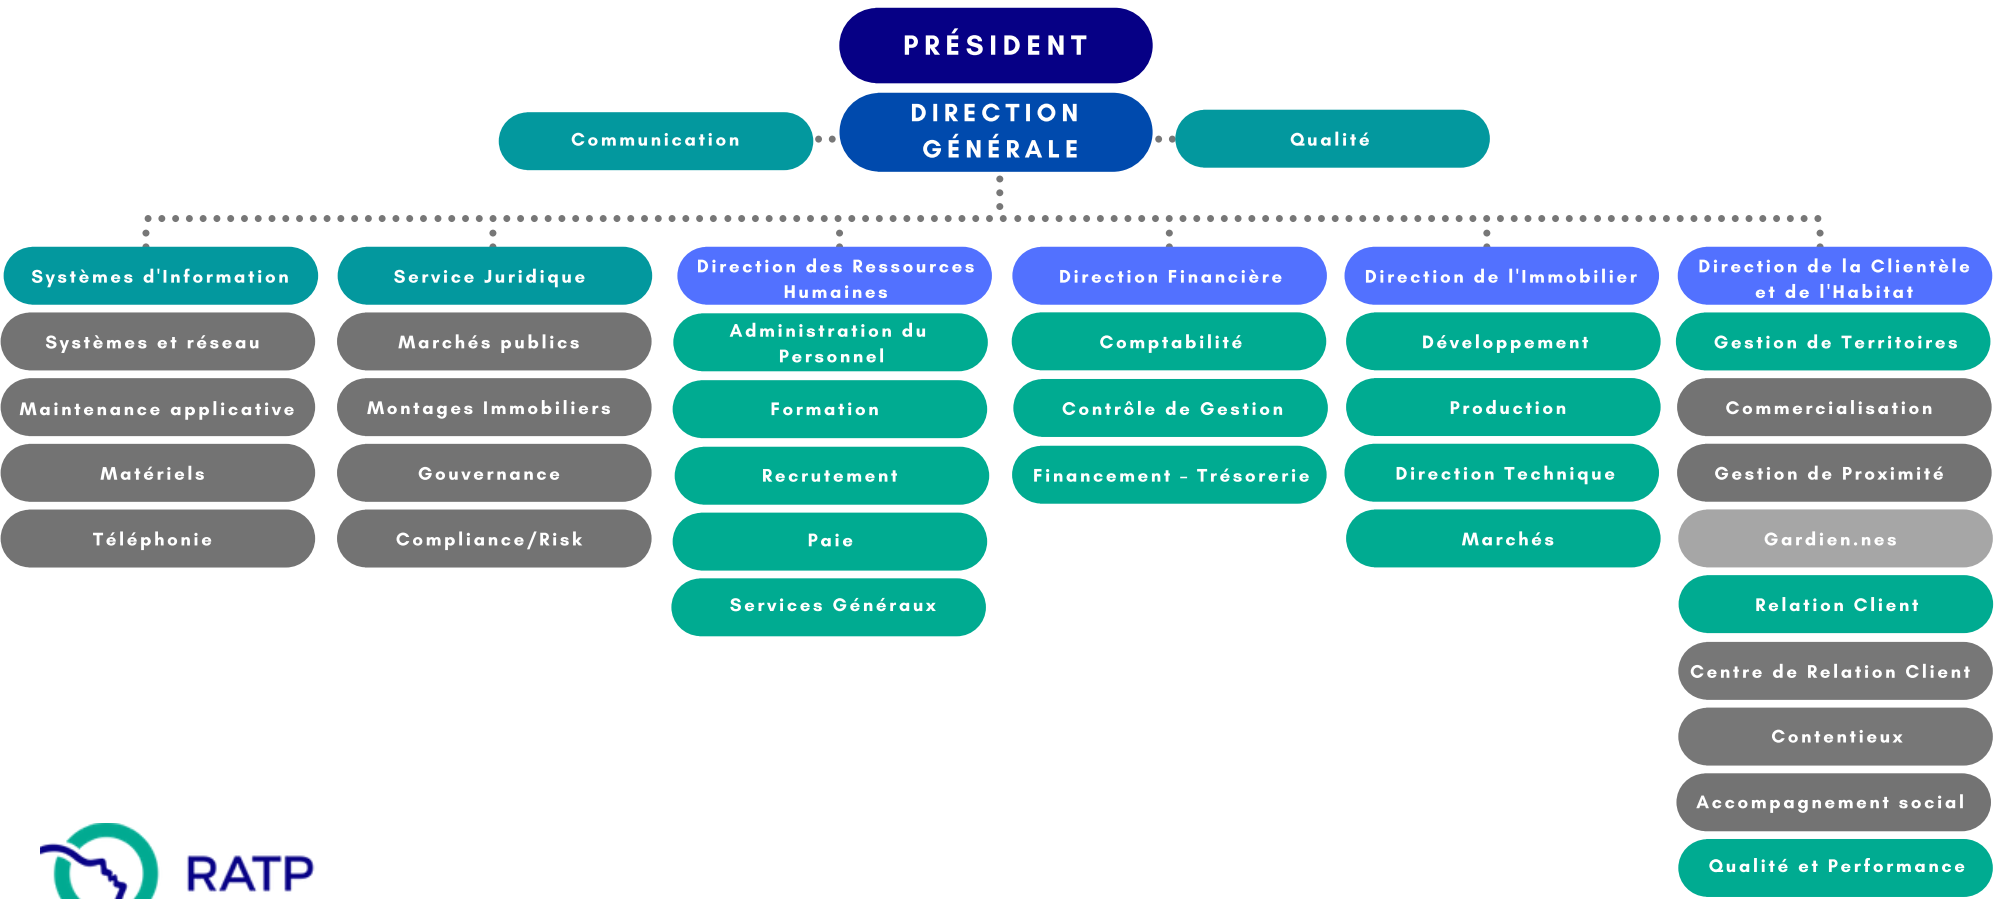 PRÉSIDENT
DIRECTION
GÉNÉRALE
Communication
Qualité
Systèmes d'Information
Systèmes et réseau
Maintenance applicative
Matériels
Téléphonie
Service Juridique
Marchés publics
Montages Immobiliers
Gouvernance
Compliance/Risk
Direction des Ressources
Humaines
Administration du
Personnel
Formation
Recrutement
Paie
Services Généraux
Direction Financière
Comptabilité
Contrôle de Gestion
Financement – Trésorerie
Direction de l'Immobilier
Développement
Production
Direction Technique
Marchés
Direction de la Clientèle
et de l'Habitat
Gestion de Territoires
Commercialisation
Gestion de Proximité
Gardien.nes
Relation Client
Centre de Relation Client
Contentieux
Accompagnement social
Qualité et Performance
RATP